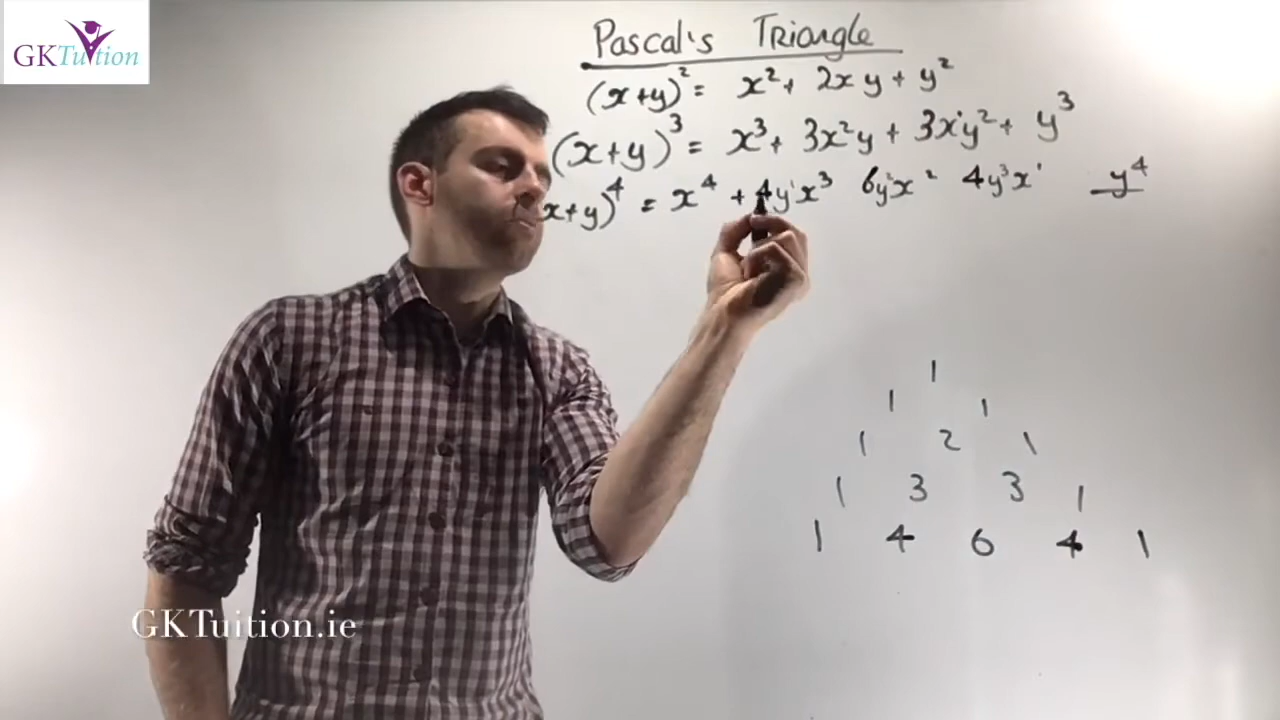 GKTuition
Pascal's Triangle
(x+y)² = x² + 2xy + y²
(x+y)³ = x³ + 3x²y + 3x¹y² + y³
x+y)⁴ = x⁴ + 4y¹x³ 6y²x² 4y³x¹ y⁴
1
1 1
1 2 1
1 3 3 1
1 4 6 4 1
GKTuition.ie